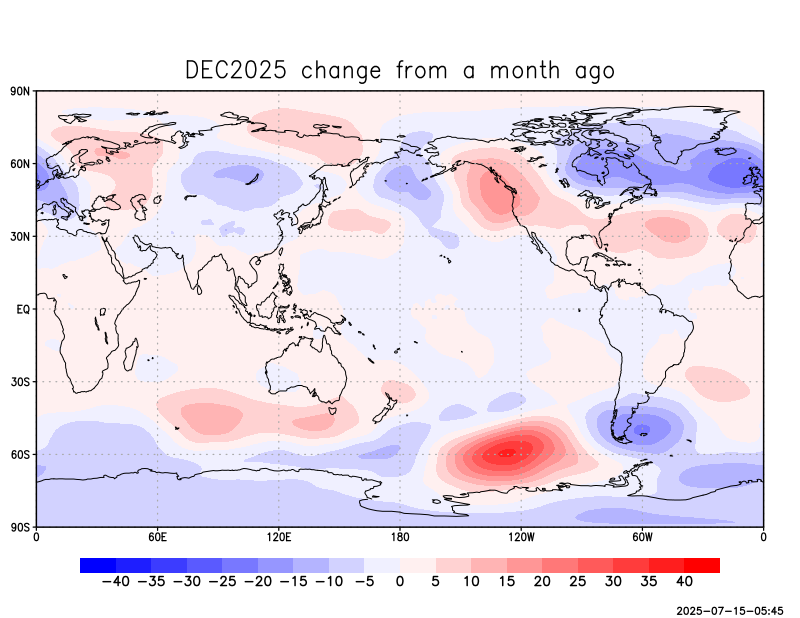 DEC2025 change from a month ago
90N
60N
30N
EQ
30S
60S
90S
0 60E 120E 180 120W 60W 0
−40 −35 −30 −25 −20 −15 −10 −5 0 5 10 15 20 25 30 35 40
2025-07-15-05:45